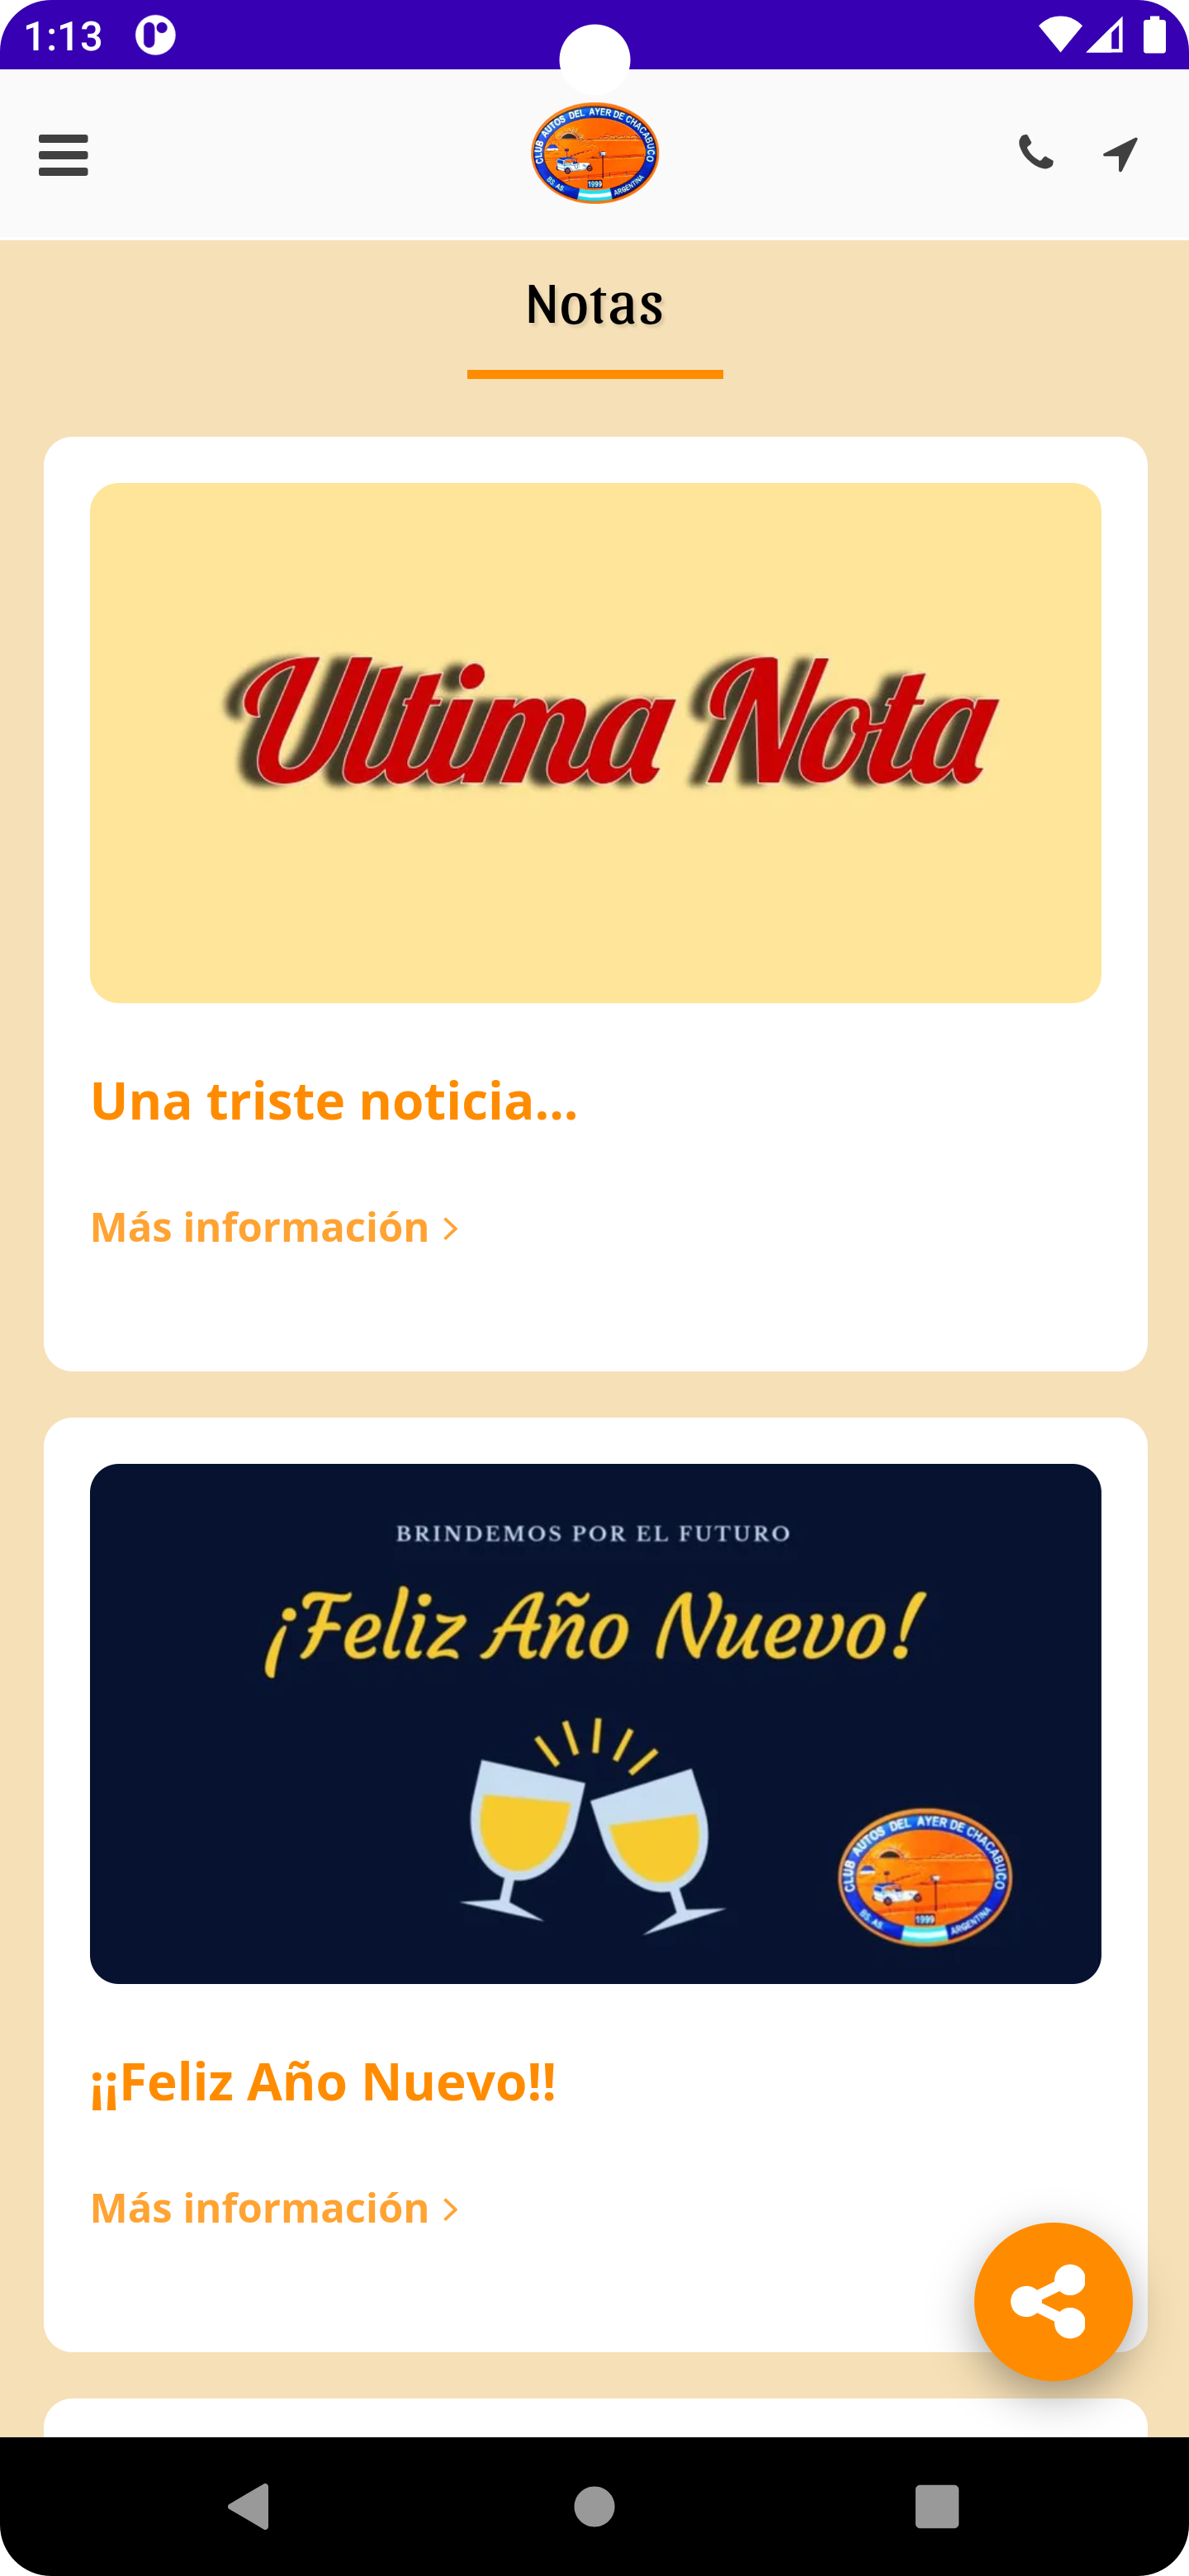 1:13
CLUB AUTOS DEL AYER DE CHACABUCO
1999
BS. AS. ARGENTINA
Notas
Ultima Nota
Una triste noticia...
Más información
BRINDEMOS POR EL FUTURO
¡Feliz Año Nuevo!
CLUB AUTOS DEL AYER DE CHACABUCO
1999
BS. AS. ARGENTINA
¡¡Feliz Año Nuevo!!
Más información